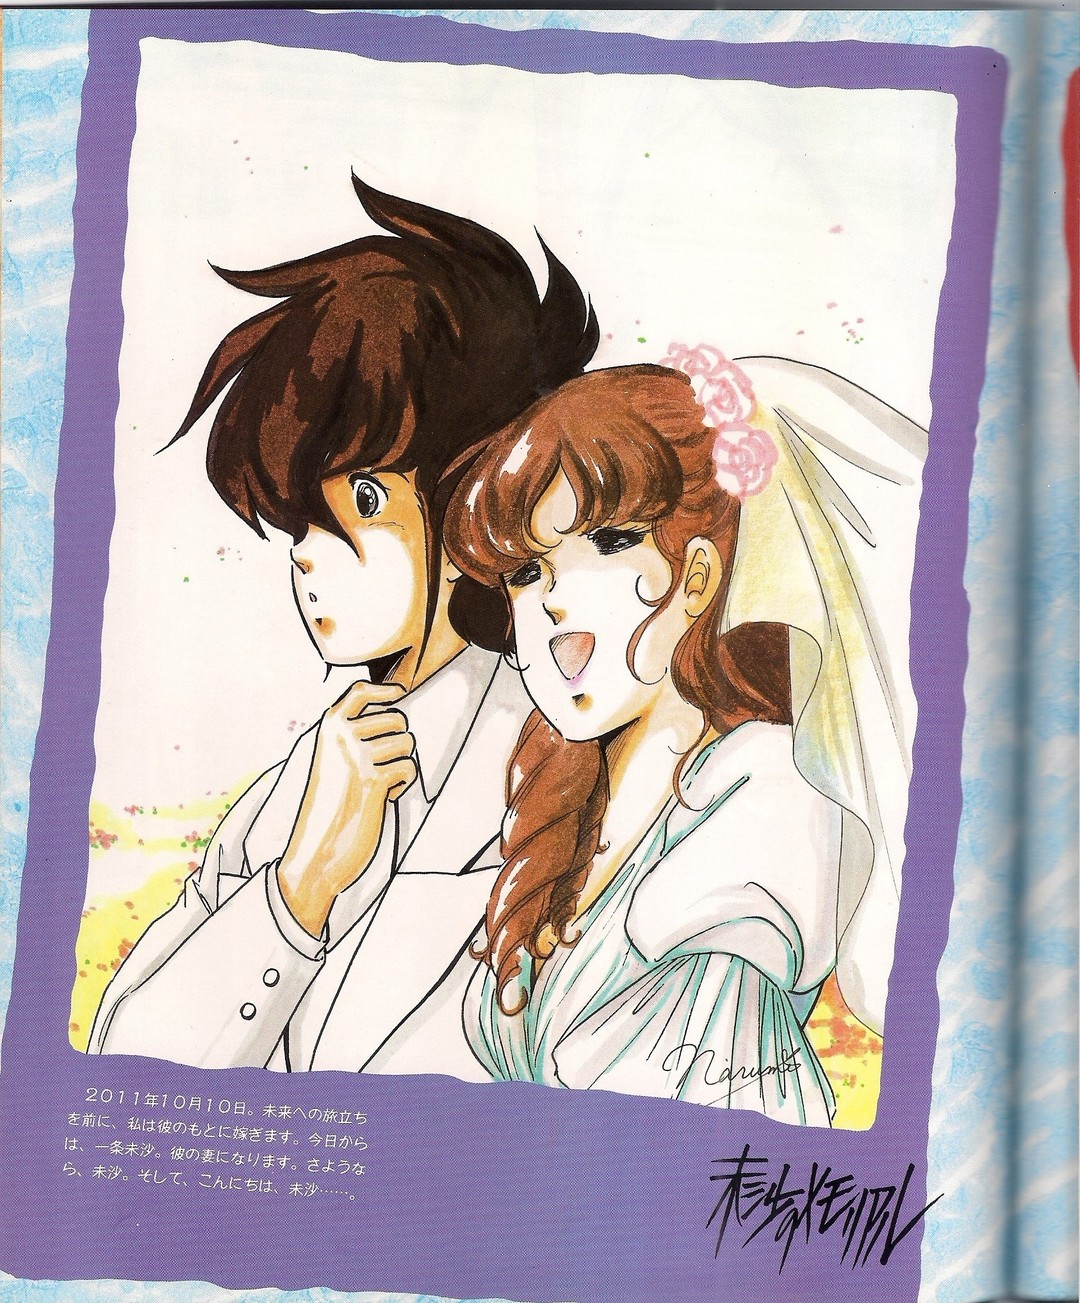 Narumi
2011年10月10日。未来への旅立ち
を前に、私は彼のもとに嫁ぎます。今日から
は、一条未沙。彼の妻になります。さような
ら、未沙。そして、こんにちは、未沙……。
未沙のメモリアル